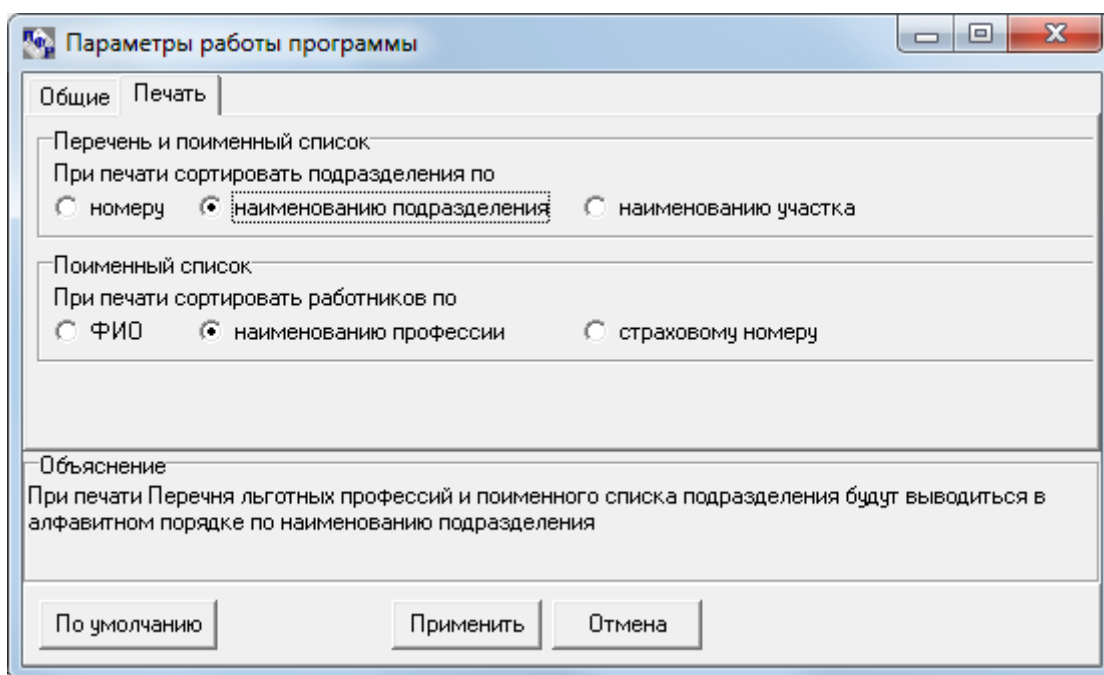 Пфр Параметры работы программы
Общие Печать
Перечень и поименный список
При печати сортировать подразделения по
номеру наименованию подразделения наименованию участка
Поименный список
При печати сортировать работников по
ФИО наименованию профессии страховому номеру
Объяснение
При печати Перечня льготных профессий и поименного списка подразделения будут выводиться в
алфавитном порядке по наименованию подразделения
По умолчанию Применить Отмена